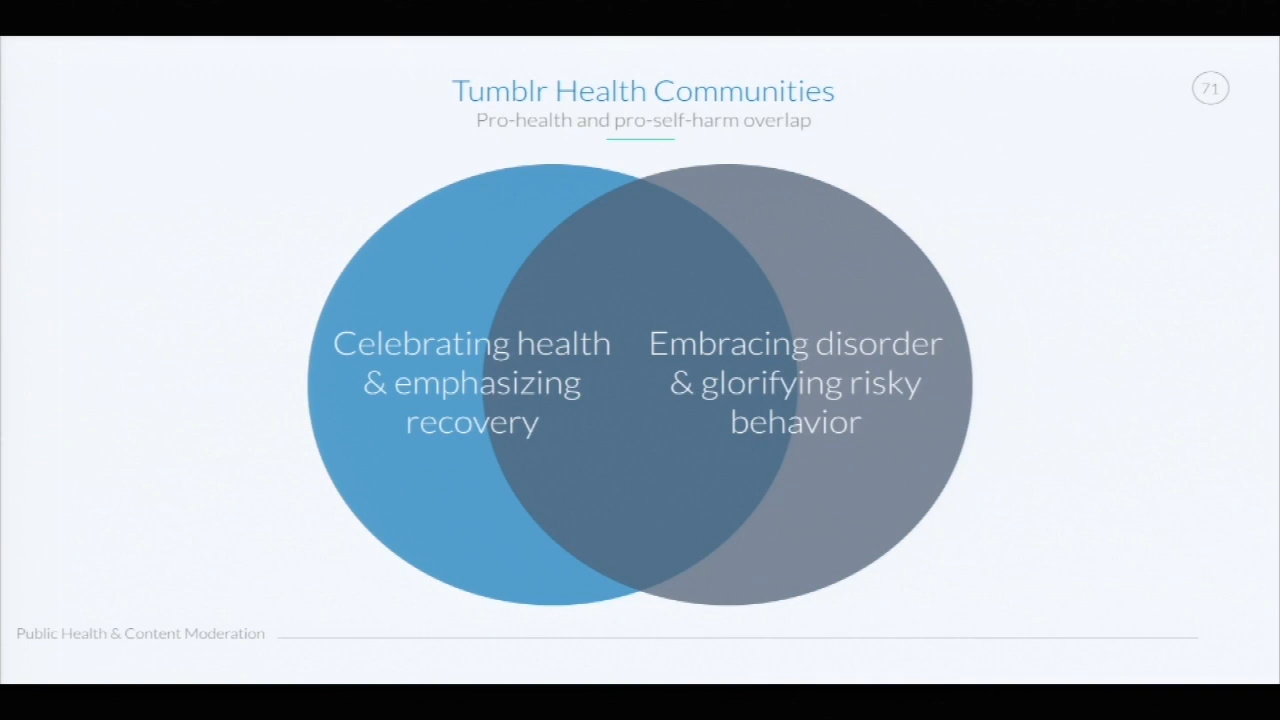 Tumblr Health Communities
71
Pro-health and pro-self-harm overlap
Celebrating health
& emphasizing
recovery
Embracing disorder
& glorifying risky
behavior
Public Health & Content Moderation